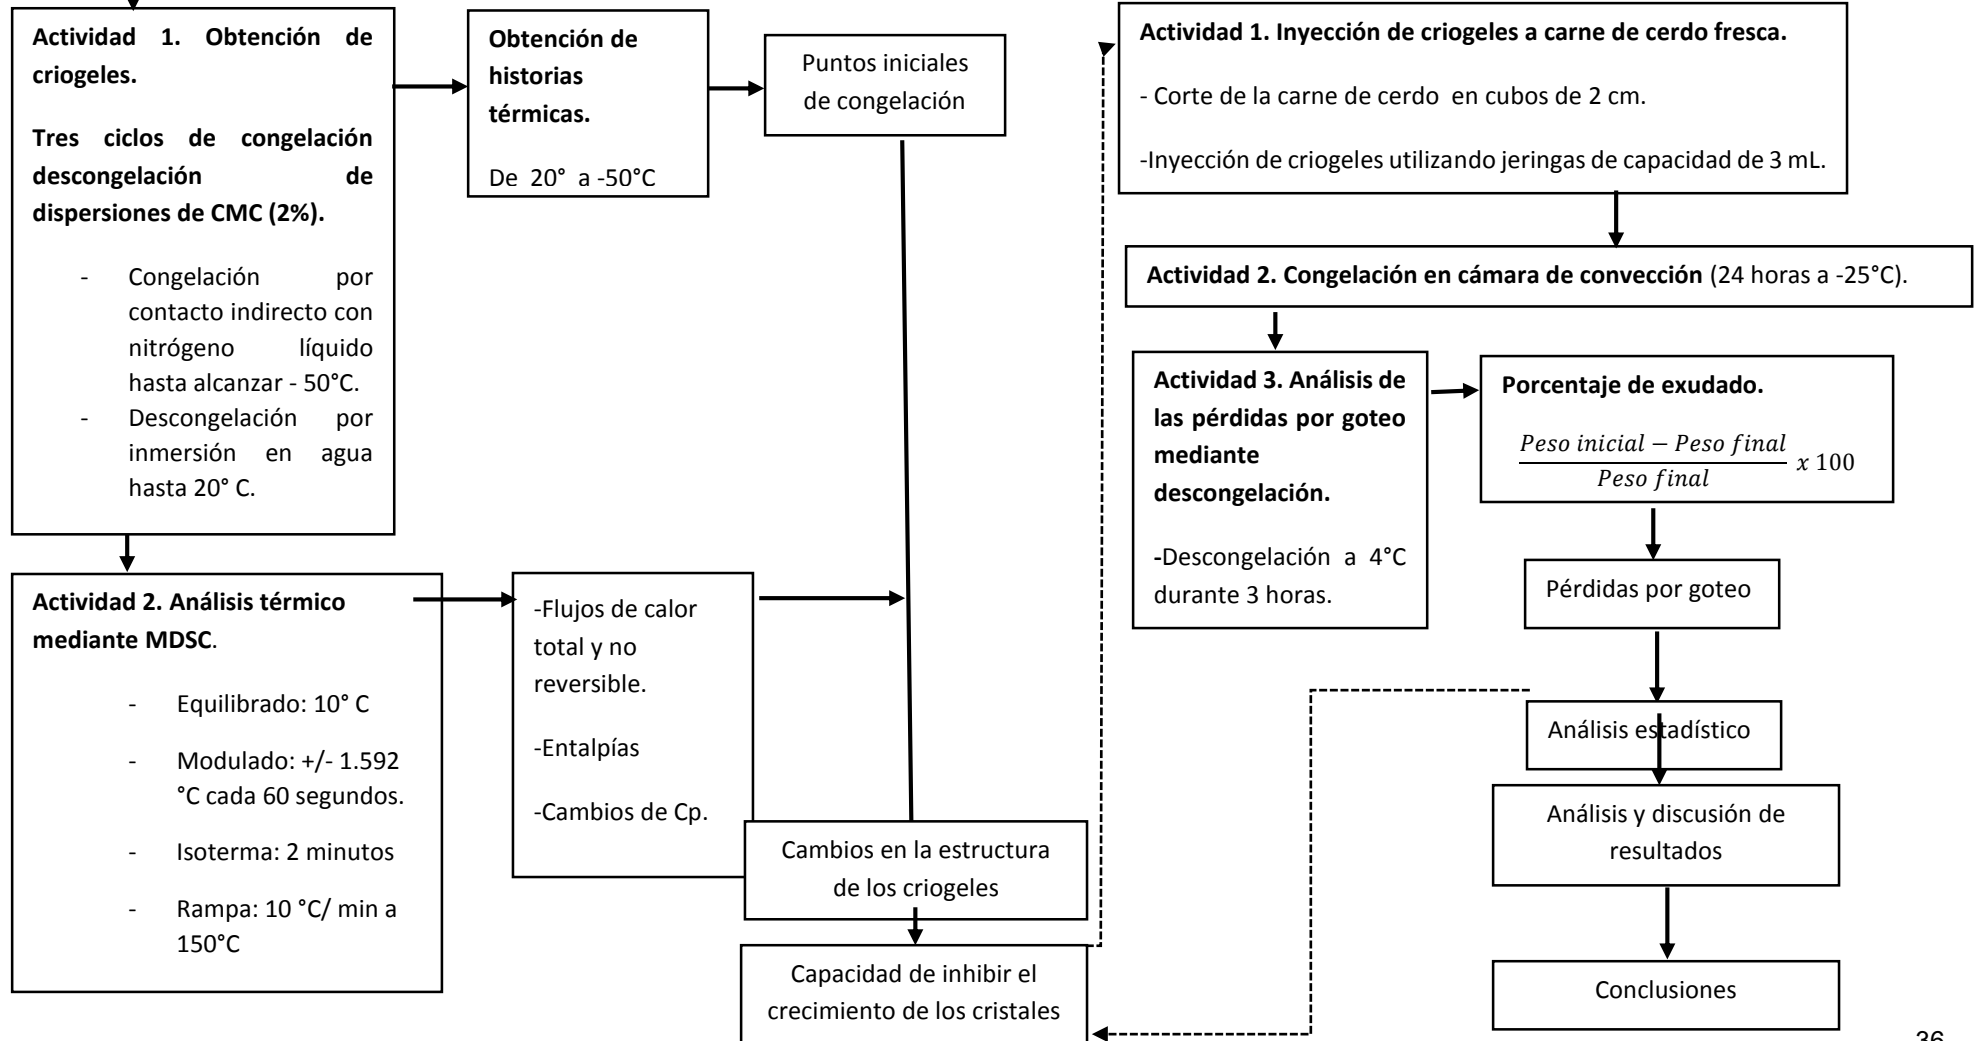 Actividad 1. Obtención de
criogeles.
Tres ciclos de congelación
descongelación de
dispersiones de CMC (2%).
- Congelación por
contacto indirecto con
nitrógeno líquido
hasta alcanzar - 50°C.
- Descongelación por
inmersión en agua
hasta 20° C.
Obtención de
historias
térmicas.
De 20° a -50°C
Puntos iniciales
de congelación
Actividad 2. Análisis térmico
mediante MDSC.
- Equilibrado: 10° C
- Modulado: +/- 1.592
°C cada 60 segundos.
- Isoterma: 2 minutos
- Rampa: 10 °C/ min a
150°C
-Flujos de calor
total y no
reversible.
-Entalpías
-Cambios de Cp.
Cambios en la estructura
de los criogeles
Capacidad de inhibir el
crecimiento de los cristales
Actividad 1. Inyección de criogeles a carne de cerdo fresca.
- Corte de la carne de cerdo en cubos de 2 cm.
-Inyección de criogeles utilizando jeringas de capacidad de 3 mL.
Actividad 2. Congelación en cámara de convección (24 horas a -25°C).
Actividad 3. Análisis de
las pérdidas por goteo
mediante
descongelación.
-Descongelación a 4°C
durante 3 horas.
Porcentaje de exudado.
Peso inicial − Peso final
x 100
Peso final
Pérdidas por goteo
Análisis estadístico
Análisis y discusión de
resultados
Conclusiones